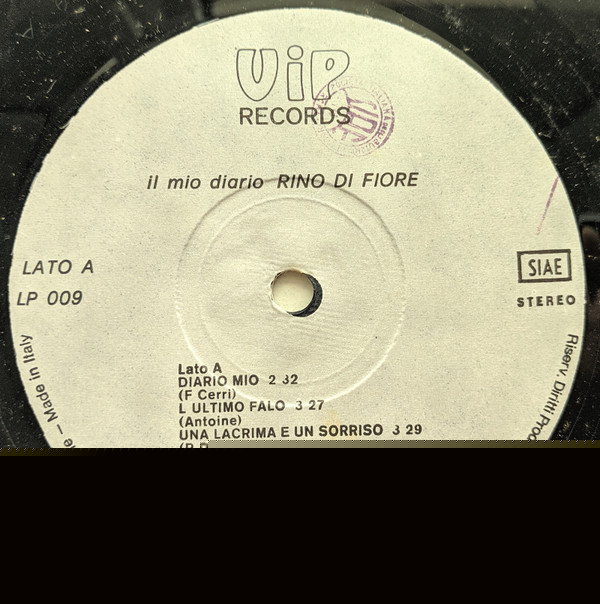 ViP
RECORDS
il mio diario RINO DI FIORE
LATO A
LP 009
SIAE
STEREO
Lato A
DIARIO MIO 2 32
(F Cerri)
L ULTIMO FALO 3 27
(Antoine)
UNA LACRIMA E UN SORRISO 3 29
– Made in Italy
Riserv. Diritti Prod